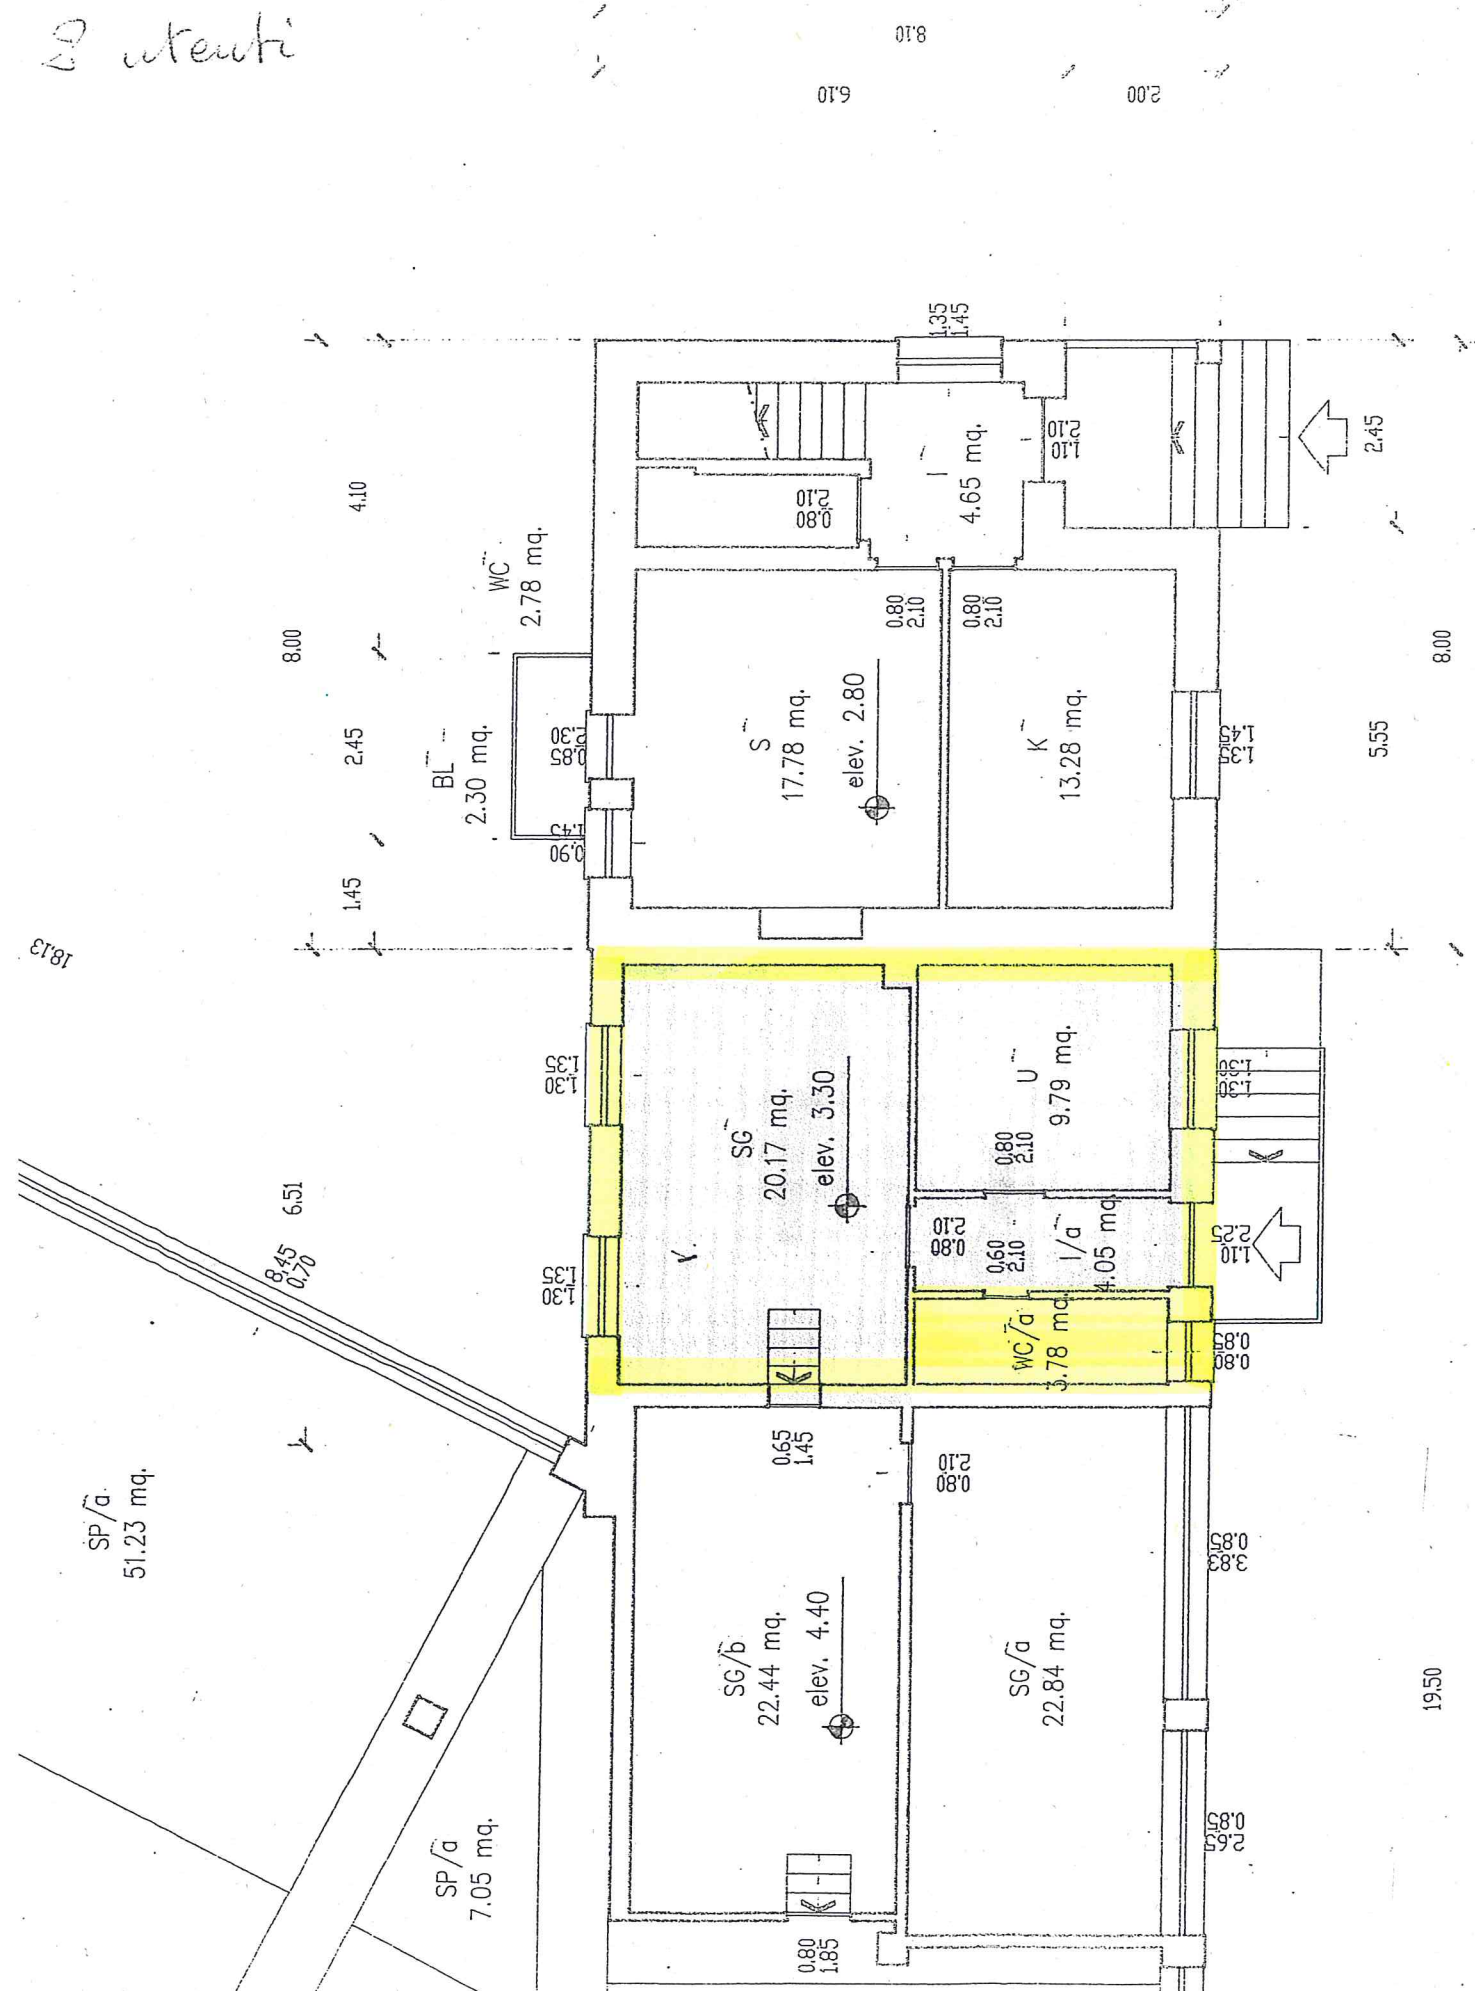 2 utenti
8.10
6.10
2.00
1.35
1.45
4.10
8.00
2.45
1.45
18.13
WC
2.78 mq.
BL
2.30 mq.
2.30
0.85
1.45
0.90
2.10
0.80
I
4.65 mq.
2.10
1.10
2.45
0.80
2.10
0.80
2.10
S
17.78 mq.
elev. 2.80
K
13.28 mq.
1.45
1.35
5.55
8.00
1.35
1.30
SG
20.17 mq.
elev. 3.30
U
9.79 mq.
0.80
2.10
1.30
1.30
6.51
8.45
0.70
1.35
1.30
2.10
0.80
0.60
2.10
I/a
4.05 mq.
2.25
1.10
WC/a
3.78 mq.
0.85
0.80
0.65
1.45
2.10
0.80
SP/a
51.23 mq.
0.85
3.83
SG/b
22.44 mq.
elev. 4.40
SG/a
22.84 mq.
19.50
0.85
2.65
SP/a
7.05 mq.
0.80
1.85